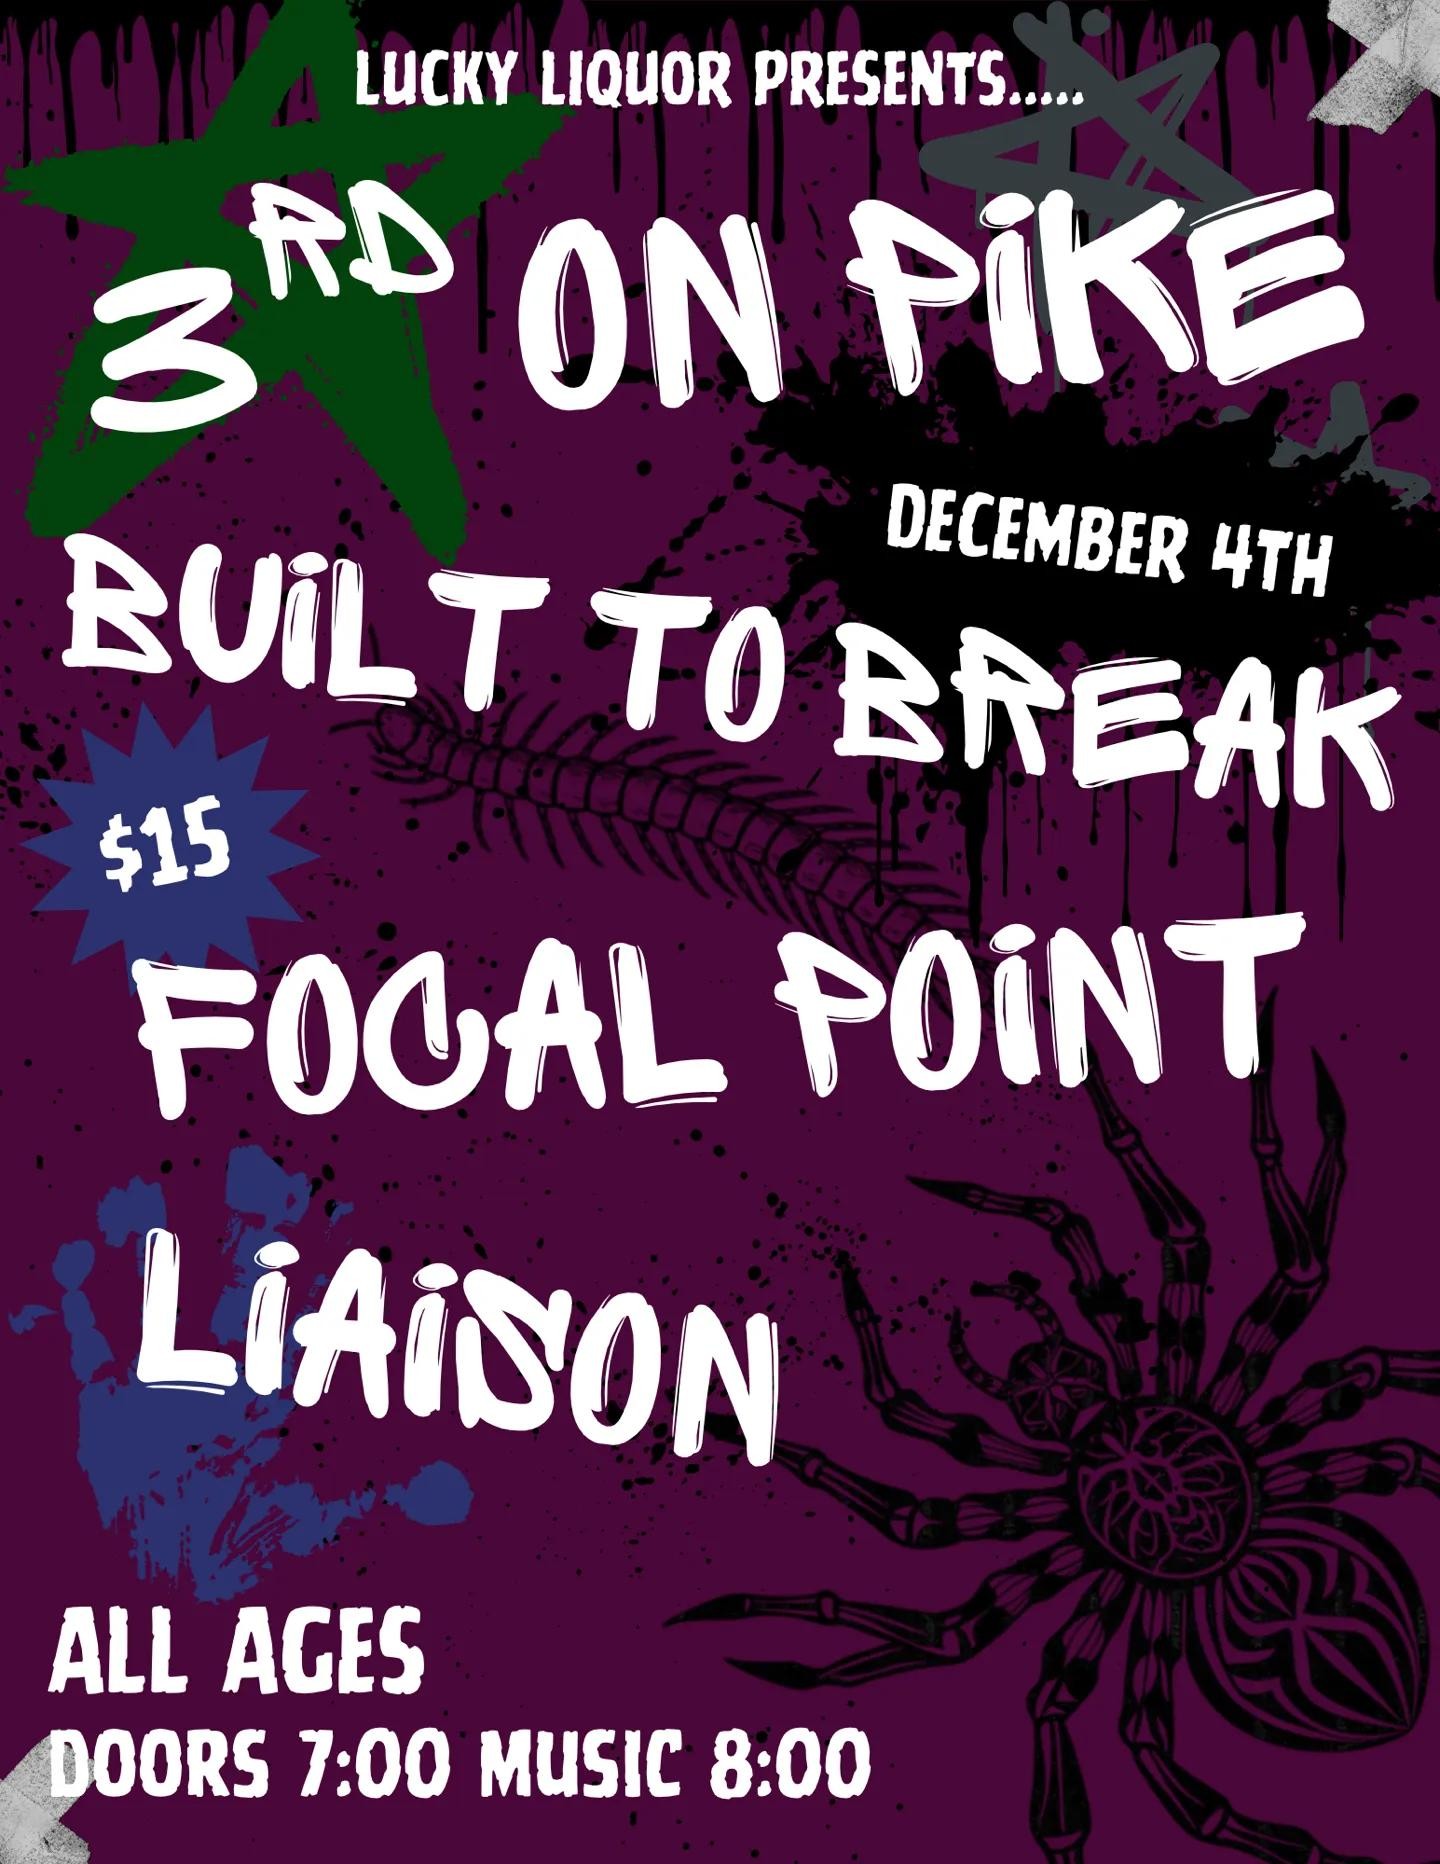 LUCKY LIQUOR PRESENTS.....
3RD ON PiKE
DECEMBER 4TH
BUiLT TO BREAK
$15
FOCAL POiNT
LiAiSON
ALL AGES
DOORS 7:00 MUSIC 8:00